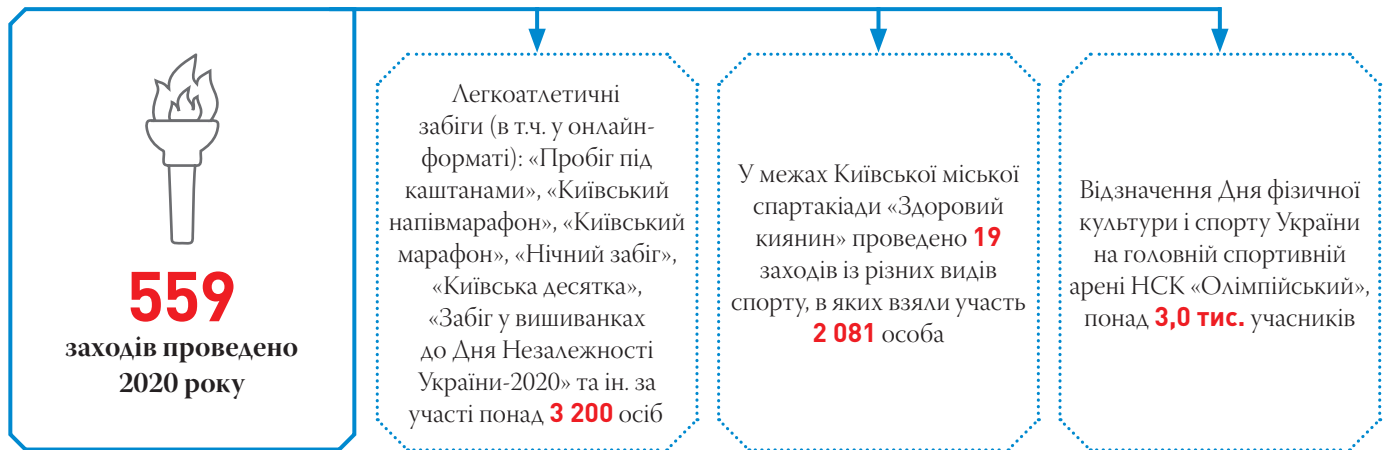 559
заходів проведено
2020 року
Легкоатлетичні
забіги (в т.ч. у онлайн-
форматі): «Пробіг під
каштанами», «Київський
напівмарафон», «Київський
марафон», «Нічний забіг»,
«Київська десятка»,
«Забіг у вишиванках
до Дня Незалежності
України-2020» та ін. за
участі понад 3 200 осіб
У межах Київської міської
спартакіади «Здоровий
киянин» проведено 19
заходів із різних видів
спорту, в яких взяли участь
2 081 особа
Відзначення Дня фізичної
культури і спорту України
на головній спортивній
арені НСК «Олімпійський»,
понад 3,0 тис. учасників